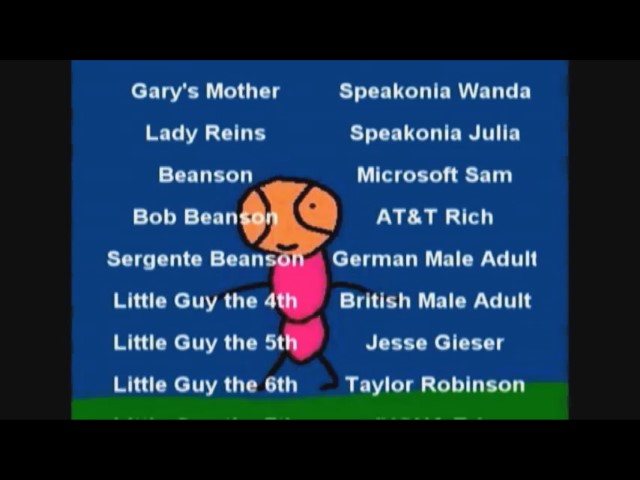 Gary's Mother Speakonia Wanda
Lady Reins Speakonia Julia
Beanson Microsoft Sam
Bob Beanson AT&T Rich
Sergente Beanson German Male Adult
Little Guy the 4th British Male Adult
Little Guy the 5th Jesse Gieser
Little Guy the 6th Taylor Robinson